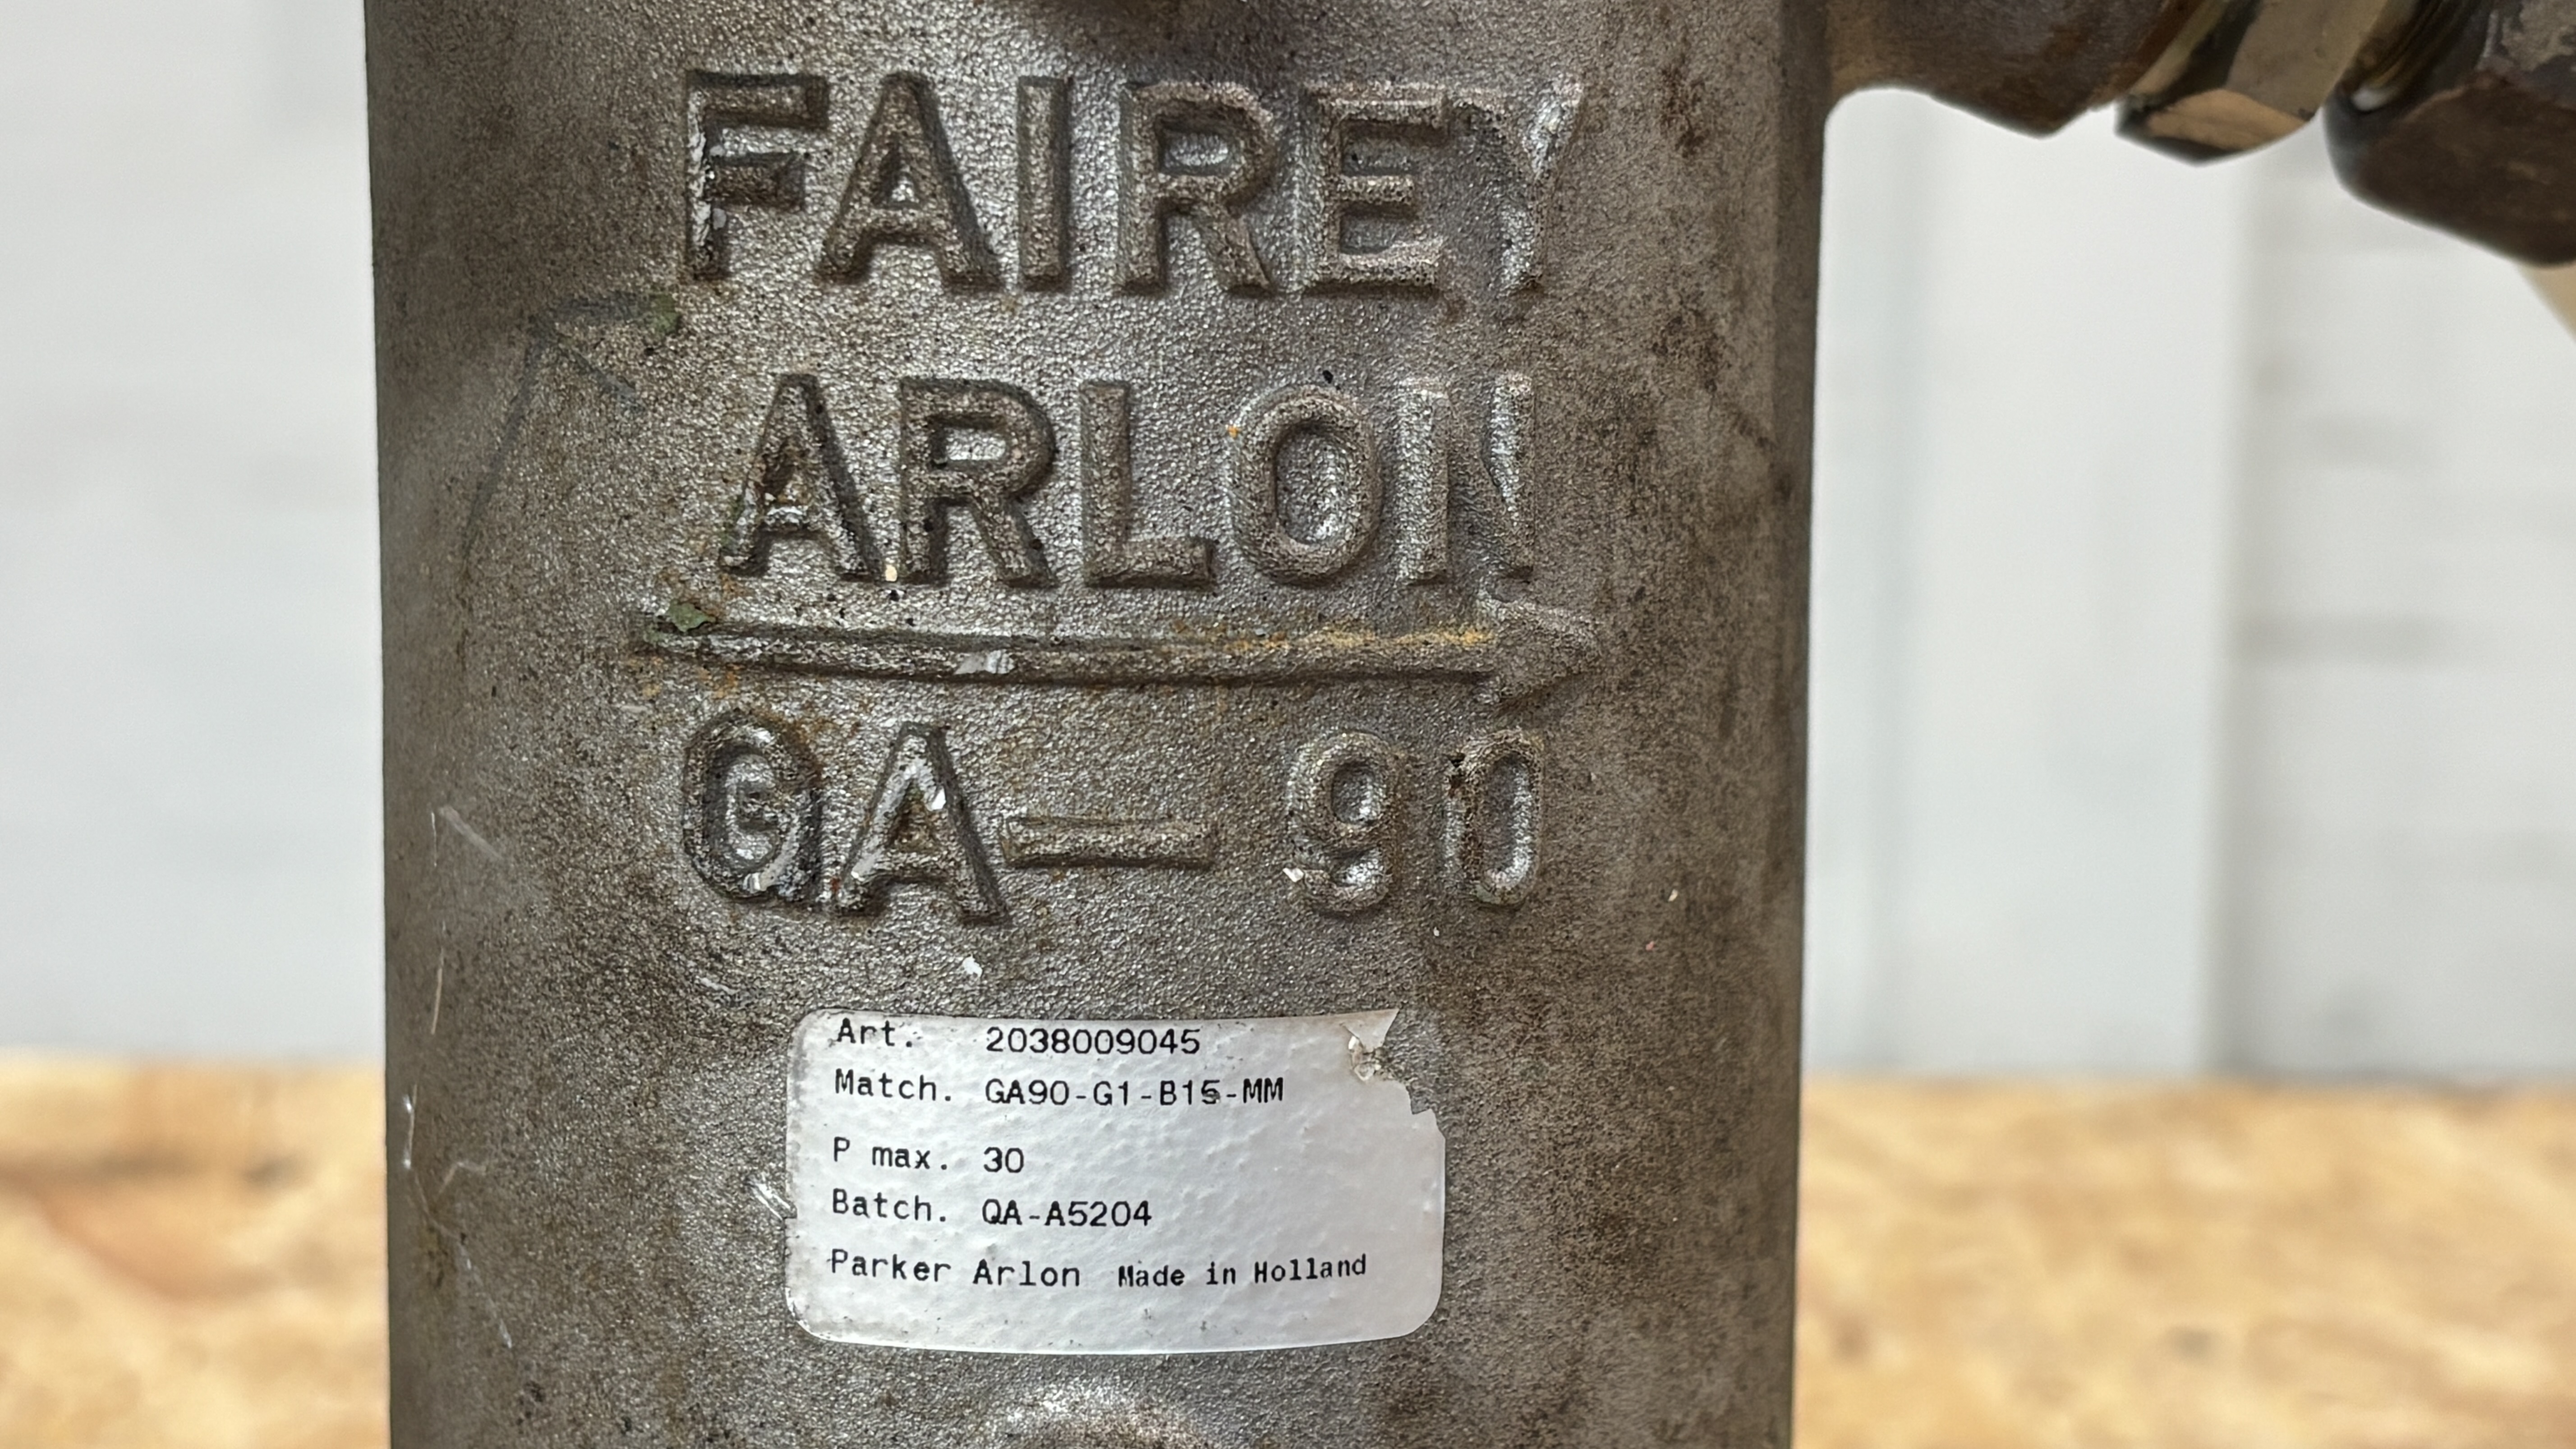 FAIREY
ARLON
GA-90
Art. 2038009045
Match. GA90-G1-B15-MM
P max. 30
Batch. QA-A5204
Parker Arlon Made in Holland